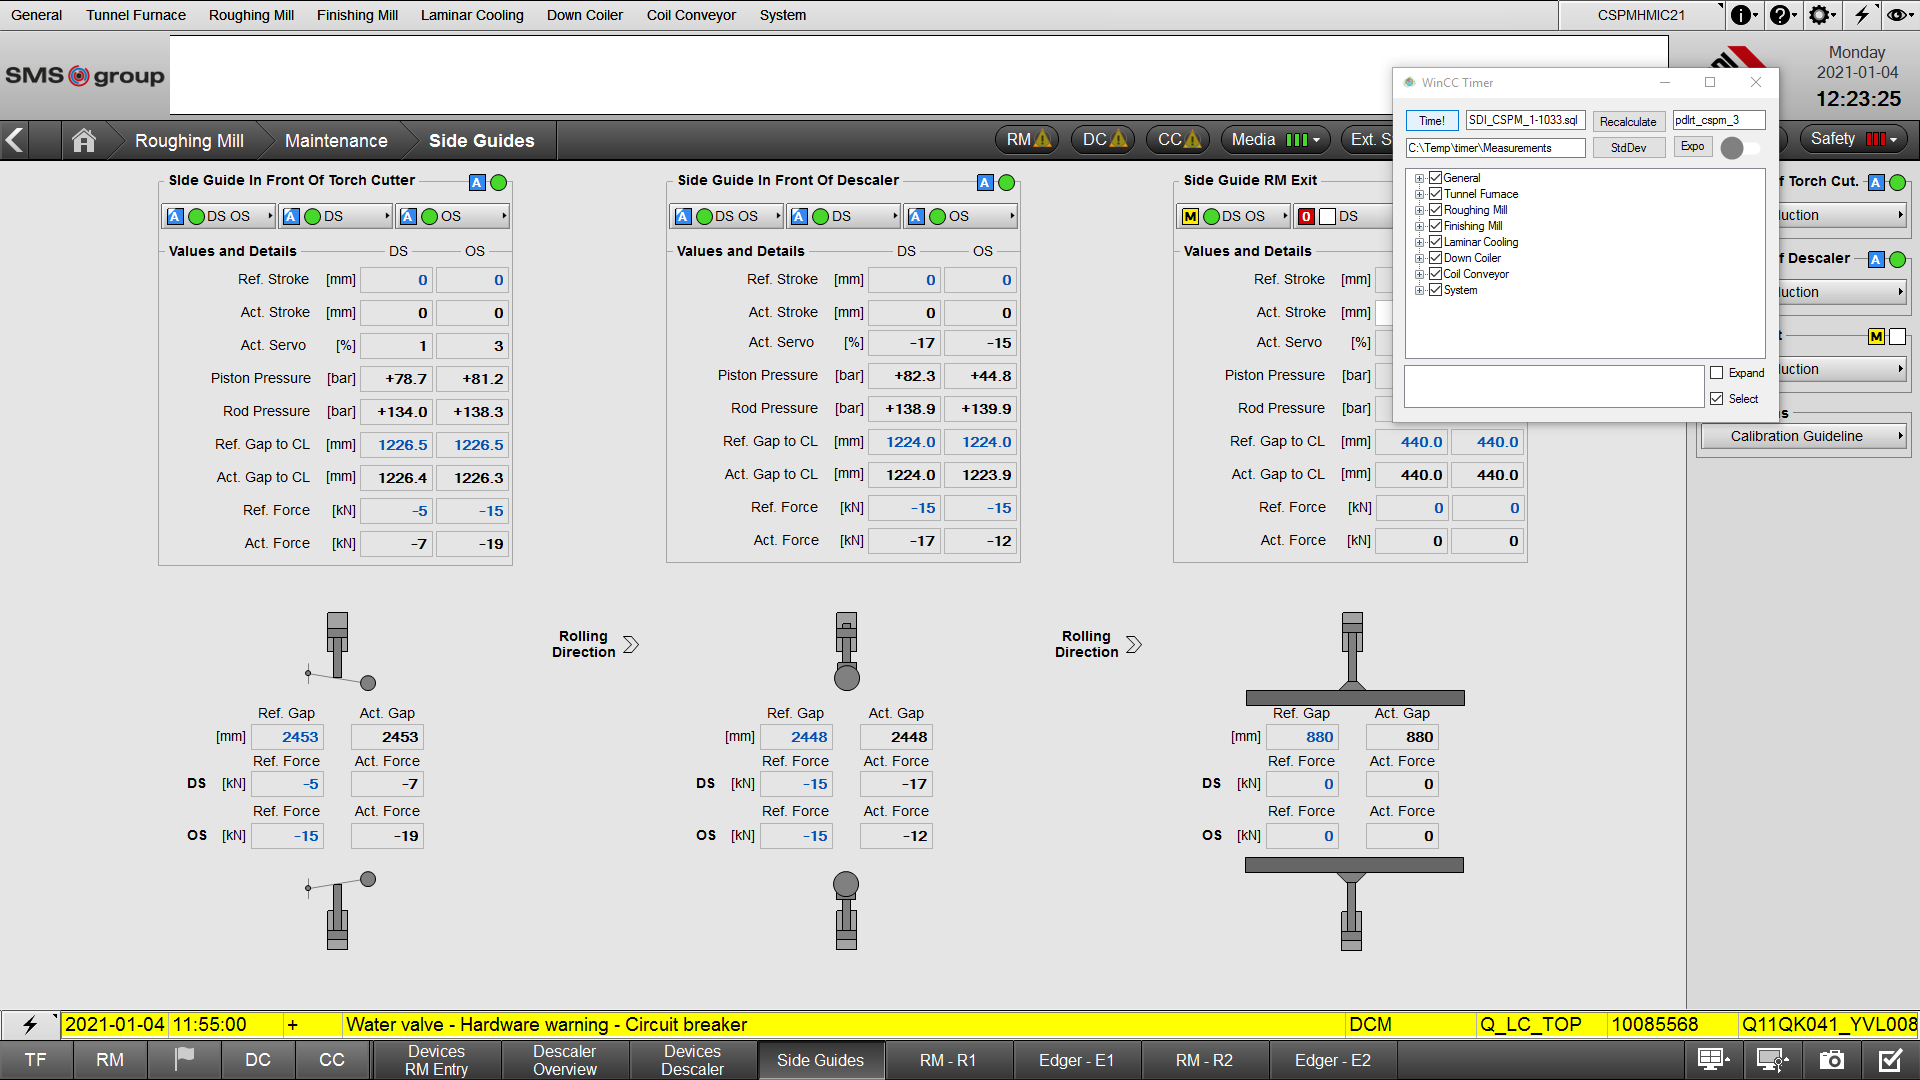 General Tunnel Furnace Roughing Mill Finishing Mill Laminar Cooling Down Coiler Coil Conveyor System CSPMHMIC21
SMS group
Monday
2021-01-04
12:23:25
WinCC Timer
Time! SDI_CSPM_1-1033.sql Recalculate pdlrt_cspm_3
C:\Temp\timer\Measurements StdDev Expo
General
Tunnel Furnace
Roughing Mill
Finishing Mill
Laminar Cooling
Down Coiler
Coil Conveyor
System
Expand
Select
Roughing Mill Maintenance Side Guides RM DC CC Media Ext. S Safety
Side Guide In Front Of Torch Cutter A
A DS OS A DS A OS
Values and Details DS OS
Ref. Stroke [mm] 0 0
Act. Stroke [mm] 0 0
Act. Servo [%] 1 3
Piston Pressure [bar] +78.7 +81.2
Rod Pressure [bar] +134.0 +138.3
Ref. Gap to CL [mm] 1226.5 1226.5
Act. Gap to CL [mm] 1226.4 1226.3
Ref. Force [kN] -5 -15
Act. Force [kN] -7 -19
Side Guide In Front Of Descaler A
A DS OS A DS A OS
Values and Details DS OS
Ref. Stroke [mm] 0 0
Act. Stroke [mm] 0 0
Act. Servo [%] -17 -15
Piston Pressure [bar] +82.3 +44.8
Rod Pressure [bar] +138.9 +139.9
Ref. Gap to CL [mm] 1224.0 1224.0
Act. Gap to CL [mm] 1224.0 1223.9
Ref. Force [kN] -15 -15
Act. Force [kN] -17 -12
Side Guide RM Exit
M DS OS 0 DS
Values and Details
Ref. Stroke [mm]
Act. Stroke [mm]
Act. Servo [%]
Piston Pressure [bar]
Rod Pressure [bar]
Ref. Gap to CL [mm] 440.0 440.0
Act. Gap to CL [mm] 440.0 440.0
Ref. Force [kN] 0 0
Act. Force [kN] 0 0
f Torch Cut. A
uction
f Descaler A
uction
t M
uction
s
Calibration Guideline
Rolling
Direction
Rolling
Direction
Ref. Gap Act. Gap
[mm] 2453 2453
Ref. Force Act. Force
DS [kN] -5 -7
Ref. Force Act. Force
OS [kN] -15 -19
Ref. Gap Act. Gap
[mm] 2448 2448
Ref. Force Act. Force
DS [kN] -15 -17
Ref. Force Act. Force
OS [kN] -15 -12
Ref. Gap Act. Gap
[mm] 880 880
Ref. Force Act. Force
DS [kN] 0 0
Ref. Force Act. Force
OS [kN] 0 0
2021-01-04 11:55:00 + Water valve - Hardware warning - Circuit breaker DCM Q_LC_TOP 10085568 Q11QK041_YVL008
TF RM DC CC
Devices
RM Entry
Descaler
Overview
Devices
Descaler
Side Guides RM - R1 Edger - E1 RM - R2 Edger - E2